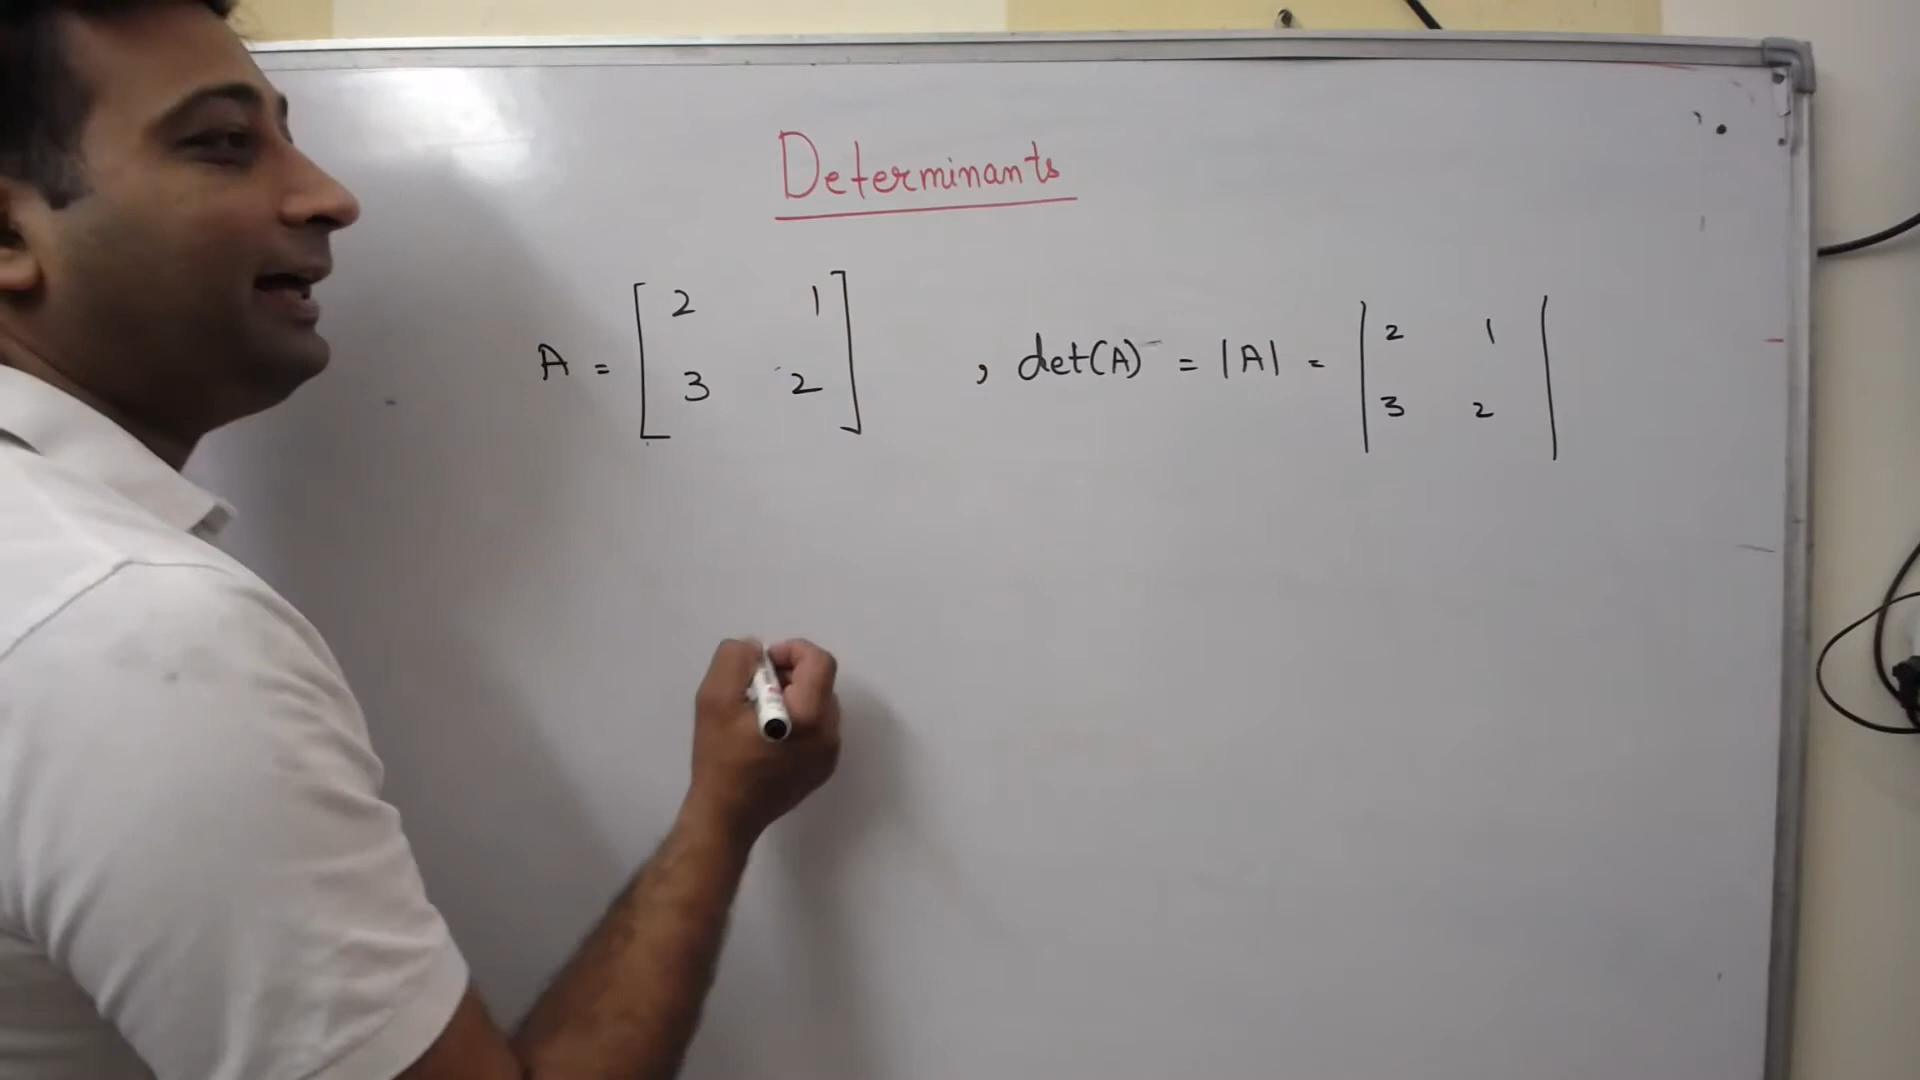 Determinants
A = [ 2 1 , det(A) = |A| = | 2 1 |
3 2 ] 3 2